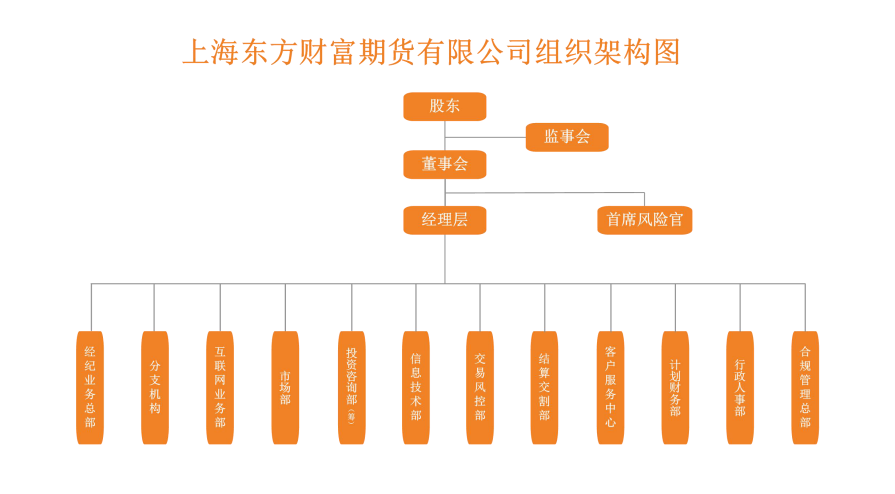 上海东方财富期货有限公司组织架构图
股东
监事会
董事会
经理层
首席风险官
经纪业务总部
分支机构
互联网业务部
市场部
投资咨询部
信息技术部
交易风控部
结算交割部
客户服务中心
计划财务部
行政人事部
合规管理总部